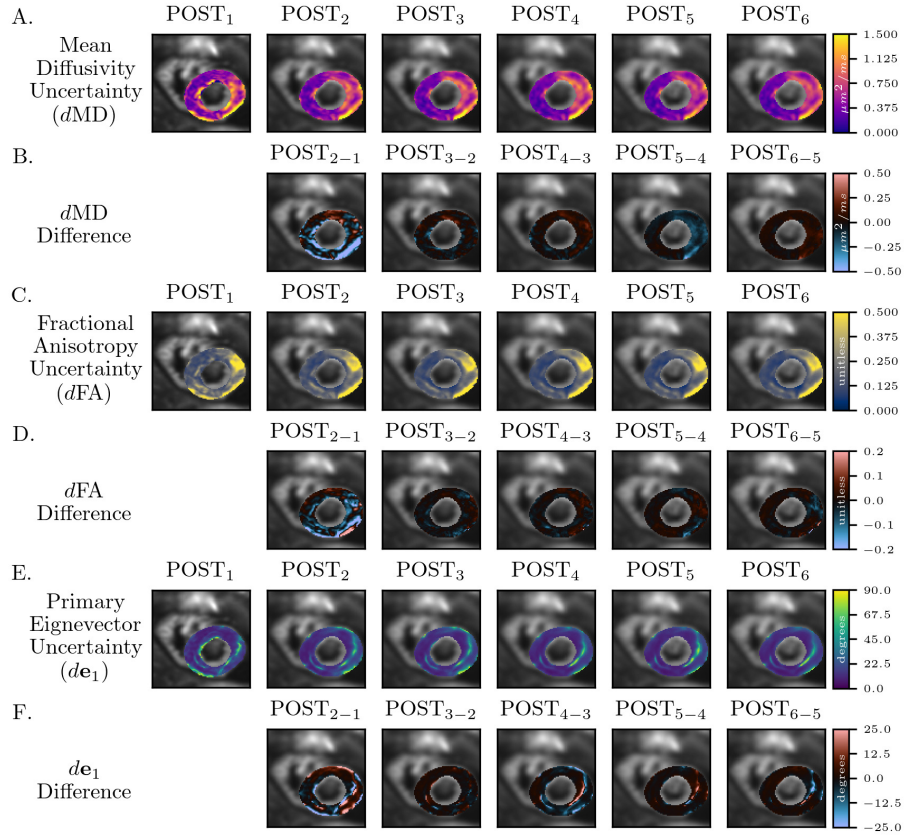 A.
POST₁ POST₂ POST₃ POST₄ POST₅ POST₆
Mean
Diffusivity
Uncertainty
(dMD)
1.500
1.125
0.750
0.375
0.000
μm²/ms
B.
POST₂₋₁ POST₃₋₂ POST₄₋₃ POST₅₋₄ POST₆₋₅
dMD
Difference
0.50
0.25
0.00
−0.25
−0.50
μm²/ms
C.
POST₁ POST₂ POST₃ POST₄ POST₅ POST₆
Fractional
Anisotropy
Uncertainty
(dFA)
0.500
0.375
0.250
0.125
0.000
unitless
D.
POST₂₋₁ POST₃₋₂ POST₄₋₃ POST₅₋₄ POST₆₋₅
dFA
Difference
0.2
0.1
0.0
−0.1
−0.2
unitless
E.
POST₁ POST₂ POST₃ POST₄ POST₅ POST₆
Primary
Eignevector
Uncertainty
(de₁)
90.0
67.5
45.0
22.5
0.0
degrees
F.
POST₂₋₁ POST₃₋₂ POST₄₋₃ POST₅₋₄ POST₆₋₅
de₁
Difference
25.0
12.5
0.0
−12.5
−25.0
degrees